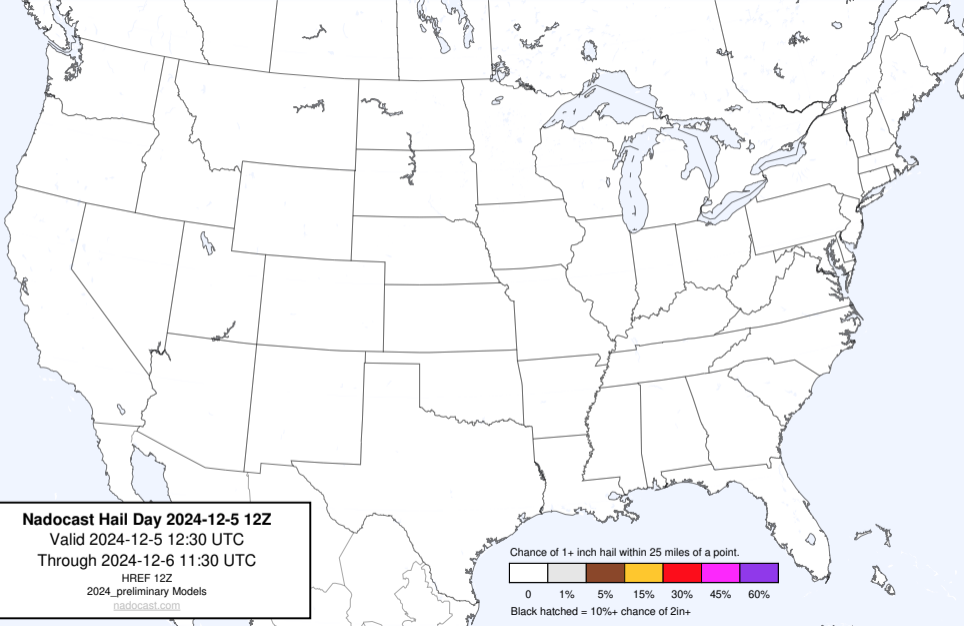 Nadocast Hail Day 2024-12-5 12Z
Valid 2024-12-5 12:30 UTC
Through 2024-12-6 11:30 UTC
HREF 12Z
2024_preliminary Models
nadocast.com
Chance of 1+ inch hail within 25 miles of a point.
0 1% 5% 15% 30% 45% 60%
Black hatched = 10%+ chance of 2in+